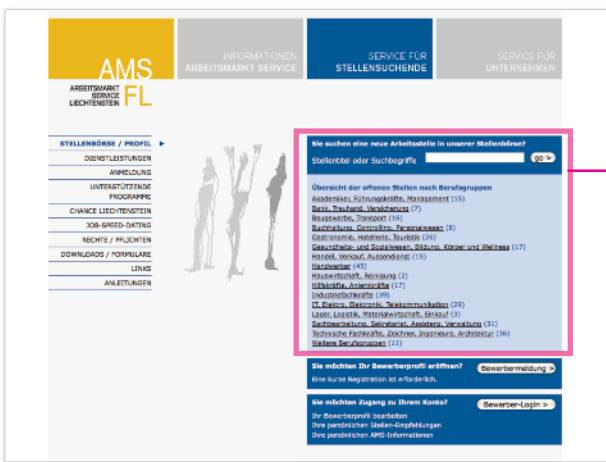 AMS
ARBEITSMARKT
SERVICE
LIECHTENSTEIN
FL
INFORMATIONEN
ARBEITSMARKT SERVICE
SERVICE FÜR
STELLENSUCHENDE
SERVICE FÜR
UNTERNEHMEN
STELLENBÖRSE / PROFIL
DIENSTLEISTUNGEN
ANMELDUNG
UNTERSTÜTZENDE
PROGRAMME
CHANCE LIECHTENSTEIN
JOB-SPEED-DATING
RECHTE / PFLICHTEN
DOWNLOADS / FORMULARE
LINKS
ANLEITUNGEN
Sie suchen eine neue Arbeitsstelle in unserer Stellenbörse?
Stellentitel oder Suchbegriffe
go >
Übersicht der offenen Stellen nach Berufsgruppen
Akademiker, Führungskräfte, Management (15)
Bank, Treuhand, Versicherung (7)
Baugewerbe, Transport (16)
Buchhaltung, Controlling, Personalwesen (8)
Gastronomie, Hotellerie, Touristik (26)
Gesundheits- und Sozialwesen, Bildung, Körper und Wellness (17)
Handel, Verkauf, Aussendienst (15)
Handwerker (45)
Hauswirtschaft, Reinigung (2)
Hilfskräfte, Anlernkräfte (17)
Industriefachkräfte (39)
IT, Elektro, Elektronik, Telekommunikation (29)
Lager, Logistik, Materialwirtschaft, Einkauf (3)
Sachbearbeitung, Sekretariat, Assistenz, Verwaltung (31)
Technische Fachkräfte, Zeichner, Ingenieure, Architektur (36)
Weitere Berufsgruppen (11)
Sie möchten Ihr Bewerberprofil eröffnen?
Bewerbermeldung >
Eine kurze Registration ist erforderlich.
Sie möchten Zugang zu Ihrem Konto?
Bewerber-Login >
Ihr Bewerberprofil bearbeiten
Ihre persönlichen Stellen-Empfehlungen
Ihre persönlichen AMS-Informationen